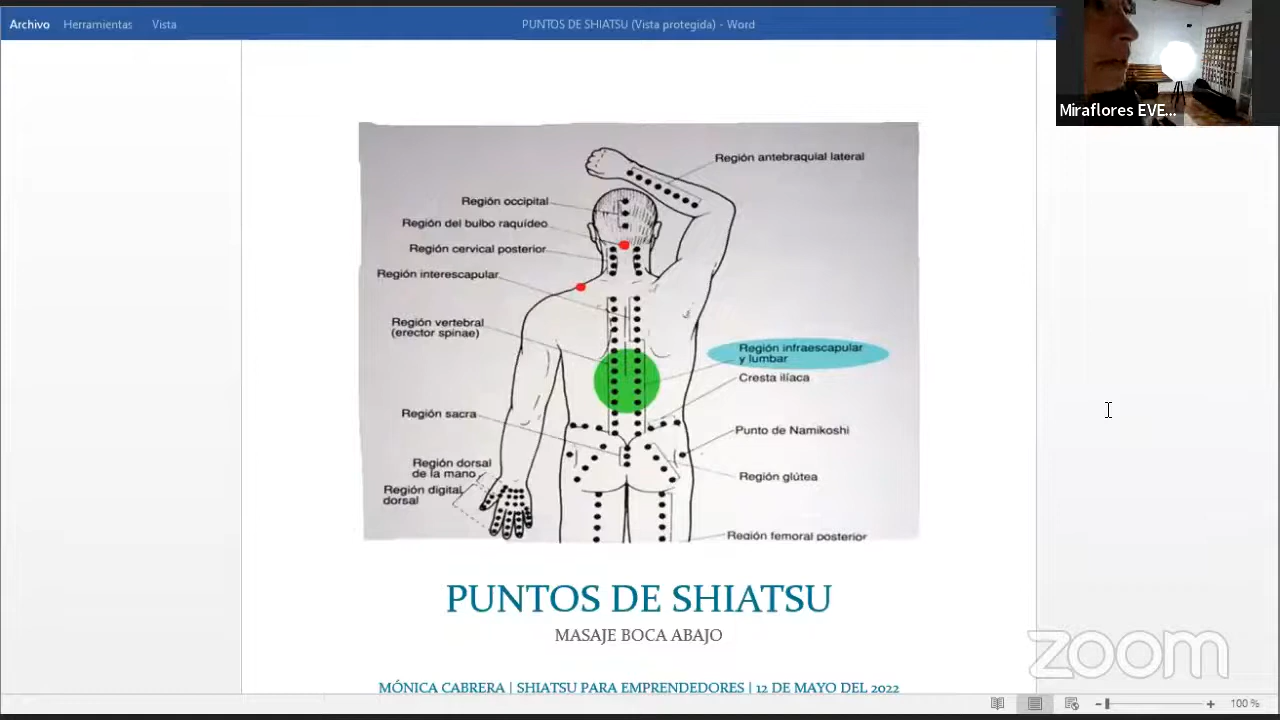 Archivo Herramientas Vista
PUNTOS DE SHIATSU (Vista protegida) - Word
Miraflores EVE...
Región antebraquial lateral
Región occipital
Región del bulbo raquídeo
Región cervical posterior
Región interescapular
Región vertebral
(erector spinae)
Región infraescapular
y lumbar
Cresta ilíaca
Región sacra
Punto de Namikoshi
Región dorsal
de la mano
Región glútea
Región digital
dorsal
Región femoral posterior
PUNTOS DE SHIATSU
MASAJE BOCA ABAJO
MÓNICA CABRERA | SHIATSU PARA EMPRENDEDORES | 12 DE MAYO DEL 2022
zoom
100 %